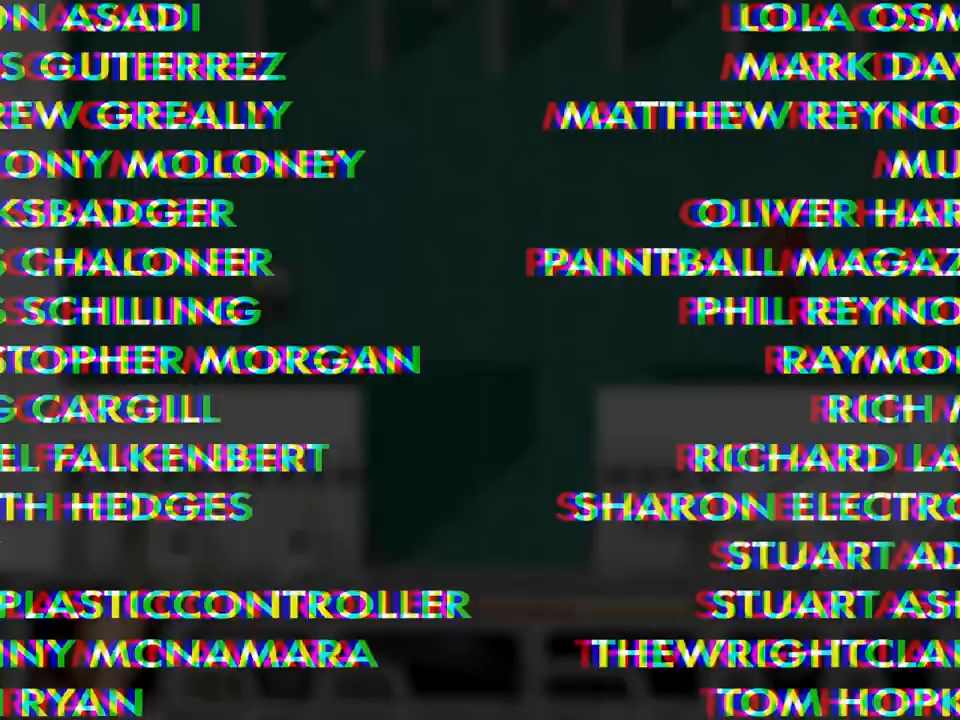 ON ASADI
S GUTIERREZ
REW GREALLY
ONY MOLONEY
KSBADGER
CHALONER
S SCHILLING
STOPHER MORGAN
G CARGILL
EL FALKENBERT
TH HEDGES
PLASTICCONTROLLER
NNY MCNAMARA
RYAN
LOLA OSM
MARK DAV
MATTHEW REYNO
MU
OLIVER HAR
PAINTBALL MAGAZ
PHIL REYNO
RAYMON
RICH M
RICHARD LA
SHARON ELECTRO
STUART AD
STUART ASH
THEWRIGHTCLAN
TOM HOPK